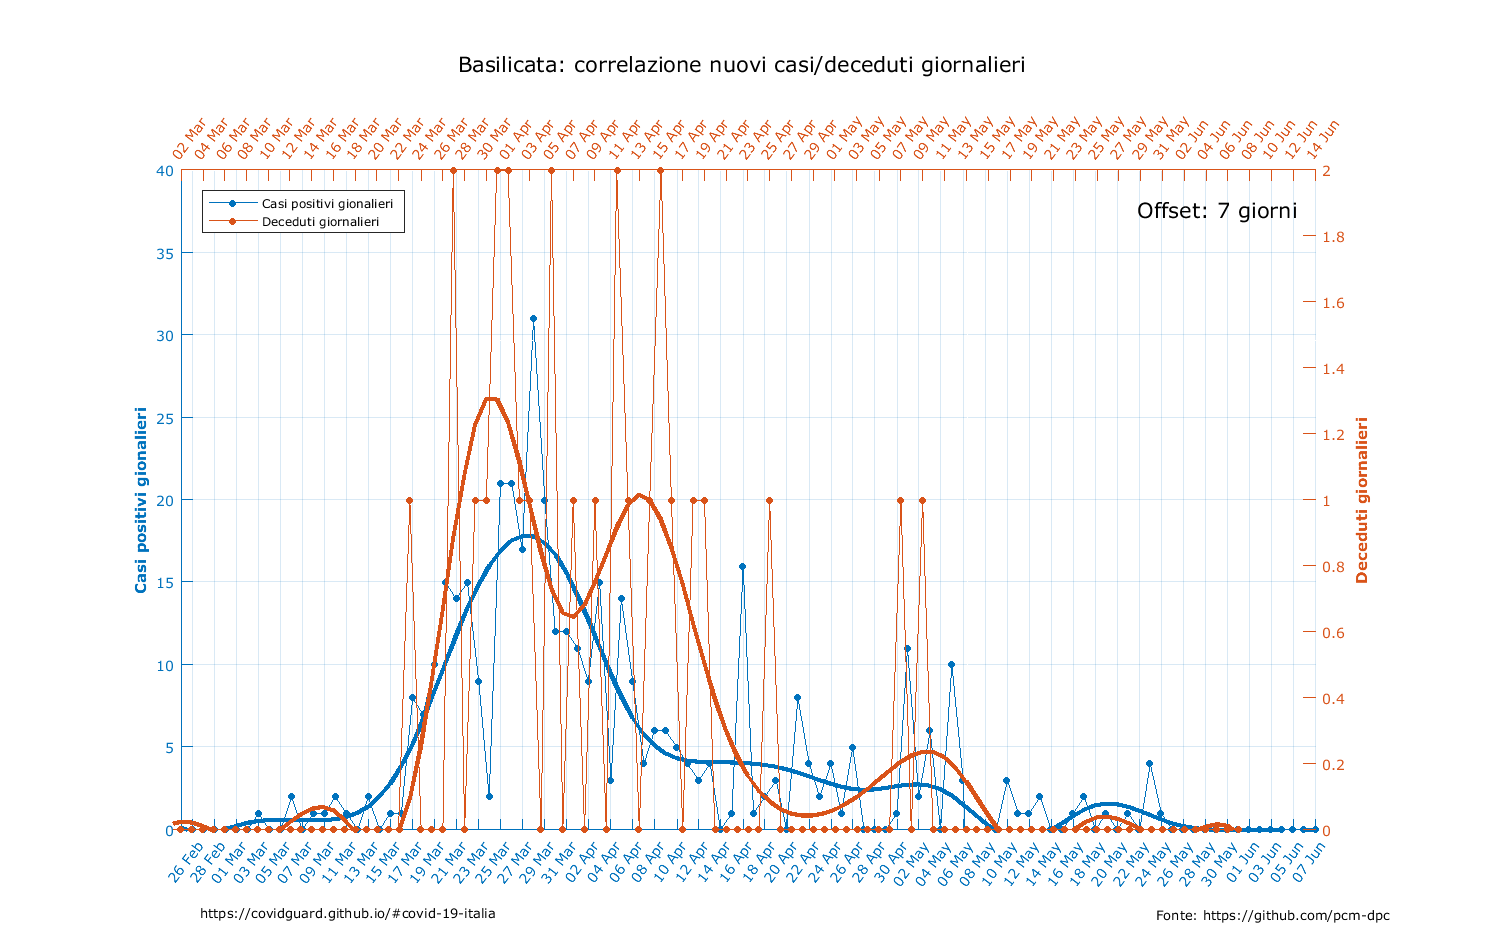 Basilicata: correlazione nuovi casi/deceduti giornalieri
02 Mar 04 Mar 06 Mar 08 Mar 10 Mar 12 Mar 14 Mar 16 Mar 18 Mar 20 Mar 22 Mar 24 Mar 26 Mar 28 Mar 30 Mar 01 Apr 03 Apr 05 Apr 07 Apr 09 Apr 11 Apr 13 Apr 15 Apr 17 Apr 19 Apr 21 Apr 23 Apr 25 Apr 27 Apr 29 Apr 01 May 03 May 05 May 07 May 09 May 11 May 13 May 15 May 17 May 19 May 21 May 23 May 25 May 27 May 29 May 31 May 02 Jun 04 Jun 06 Jun 08 Jun 10 Jun 12 Jun 14 Jun
Casi positivi gionalieri
Deceduti giornalieri
Offset: 7 giorni
40
35
30
25
20
15
10
5
0
Casi positivi gionalieri
2
1.8
1.6
1.4
1.2
1
0.8
0.6
0.4
0.2
0
Deceduti giornalieri
26 Feb 28 Feb 01 Mar 03 Mar 05 Mar 07 Mar 09 Mar 11 Mar 13 Mar 15 Mar 17 Mar 19 Mar 21 Mar 23 Mar 25 Mar 27 Mar 29 Mar 31 Mar 02 Apr 04 Apr 06 Apr 08 Apr 10 Apr 12 Apr 14 Apr 16 Apr 18 Apr 20 Apr 22 Apr 24 Apr 26 Apr 28 Apr 30 Apr 02 May 04 May 06 May 08 May 10 May 12 May 14 May 16 May 18 May 20 May 22 May 24 May 26 May 28 May 30 May 01 Jun 03 Jun 05 Jun 07 Jun
https://covidguard.github.io/#covid-19-italia
Fonte: https://github.com/pcm-dpc